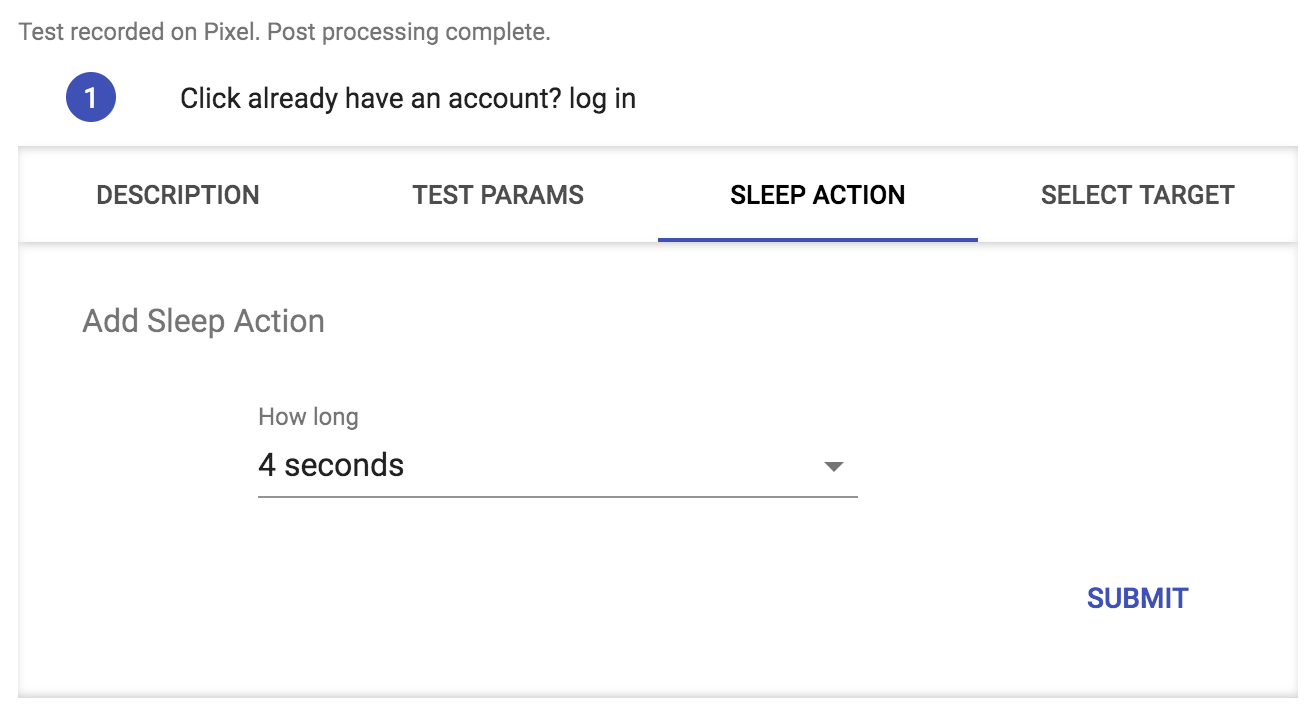 Test recorded on Pixel. Post processing complete.
1 Click already have an account? log in
DESCRIPTION TEST PARAMS SLEEP ACTION SELECT TARGET
Add Sleep Action
How long
4 seconds
SUBMIT